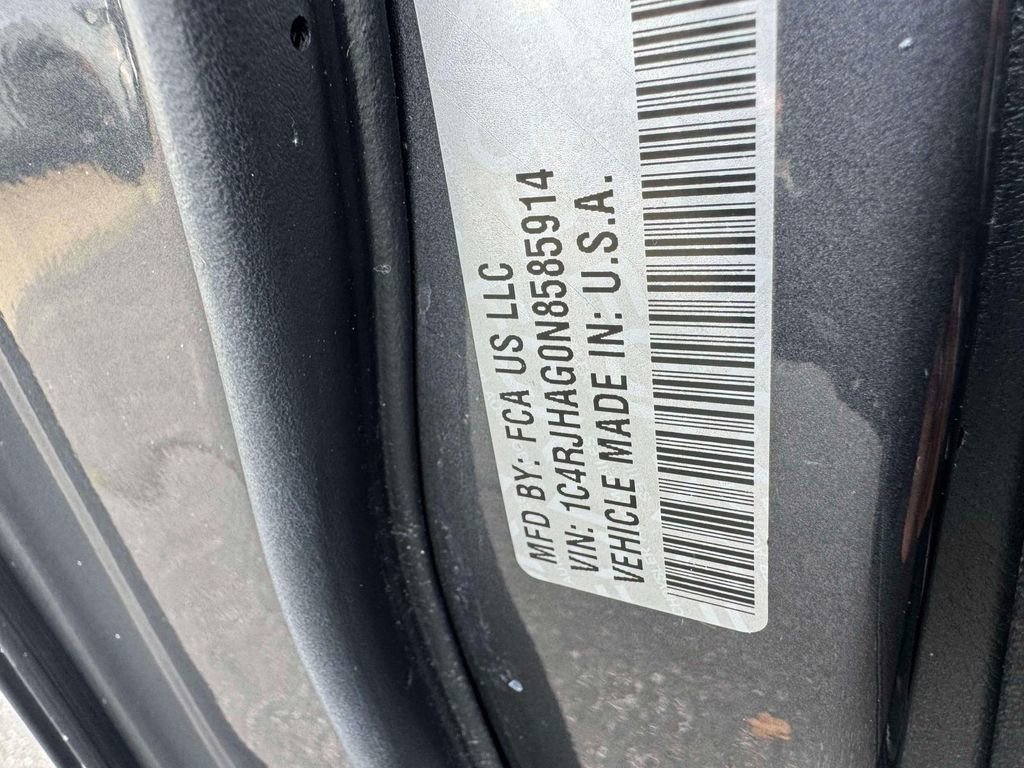 MFD BY: FCA US LLC
VIN: 1C4RJHAG0N8585914
VEHICLE MADE IN: U.S.A.